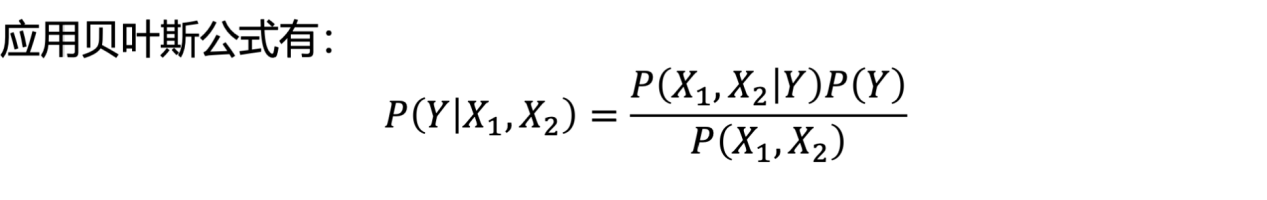 应用贝叶斯公式有：
P(Y|X₁,X₂) = P(X₁,X₂|Y)P(Y) / P(X₁,X₂)